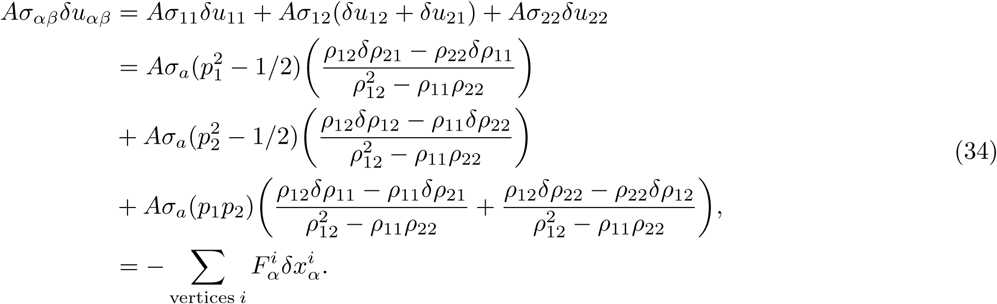 Aσ_{αβ}δu_{αβ} = Aσ_{11}δu_{11} + Aσ_{12}(δu_{12} + δu_{21}) + Aσ_{22}δu_{22}
= Aσ_a(p_1^2 − 1/2)((ρ_{12}δρ_{21} − ρ_{22}δρ_{11})/(ρ_{12}^2 − ρ_{11}ρ_{22}))
+ Aσ_a(p_2^2 − 1/2)((ρ_{12}δρ_{12} − ρ_{11}δρ_{22})/(ρ_{12}^2 − ρ_{11}ρ_{22})) (34)
+ Aσ_a(p_1p_2)((ρ_{12}δρ_{11} − ρ_{11}δρ_{21})/(ρ_{12}^2 − ρ_{11}ρ_{22}) + (ρ_{12}δρ_{22} − ρ_{22}δρ_{12})/(ρ_{12}^2 − ρ_{11}ρ_{22})),
= − ∑_{vertices i} F_α^i δx_α^i.